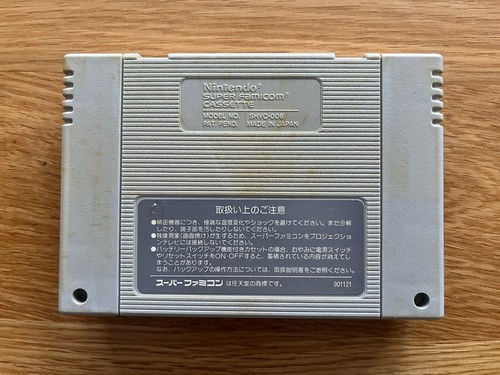 Nintendo®
SUPER Famicom®
CASSETTE
MODEL NO. SHVC-006
PAT. PEND. MADE IN JAPAN
取扱い上のご注意
●精密機器につき、極端な温度変化やショックを避けてください。また分解
したり、端子部を汚したりしないでください。
●残像現象(画面焼け)が生ずるため、スーパーファミコンをプロジェクショ
ンテレビには接続しないでください。
●バッテリーバックアップ機能付きカセットの場合、むやみに電源スイッチ
やリセットスイッチをON・OFFすると、蓄積されている内容が消えてし
まうことがあります。
なお、バックアップの操作方法については、取扱説明書をご参照ください。
スーパーファミコンは任天堂の商標です。 901121